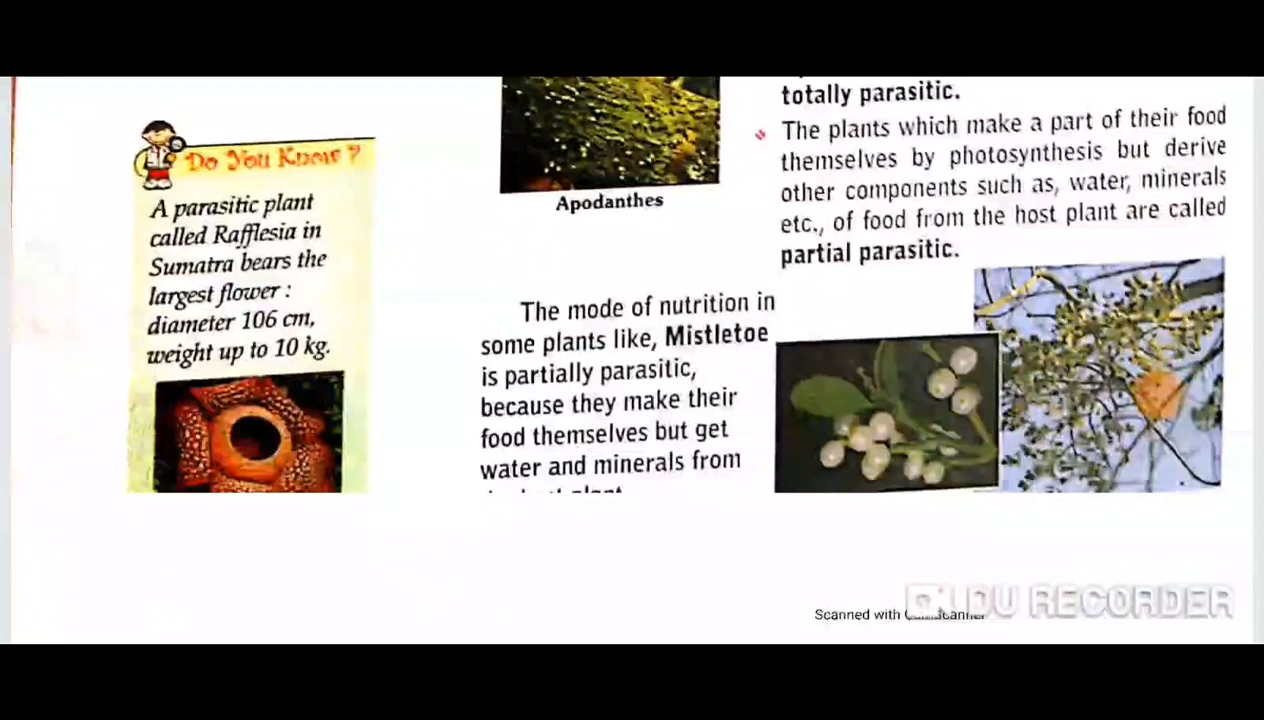 Do You Know ?
A parasitic plant
called Rafflesia in
Sumatra bears the
largest flower :
diameter 106 cm,
weight up to 10 kg.
Apodanthes
The mode of nutrition in
some plants like, Mistletoe
is partially parasitic,
because they make their
food themselves but get
water and minerals from
totally parasitic.
The plants which make a part of their food
themselves by photosynthesis but derive
other components such as, water, minerals
etc., of food from the host plant are called
partial parasitic.
Scanned with
DU RECORDER